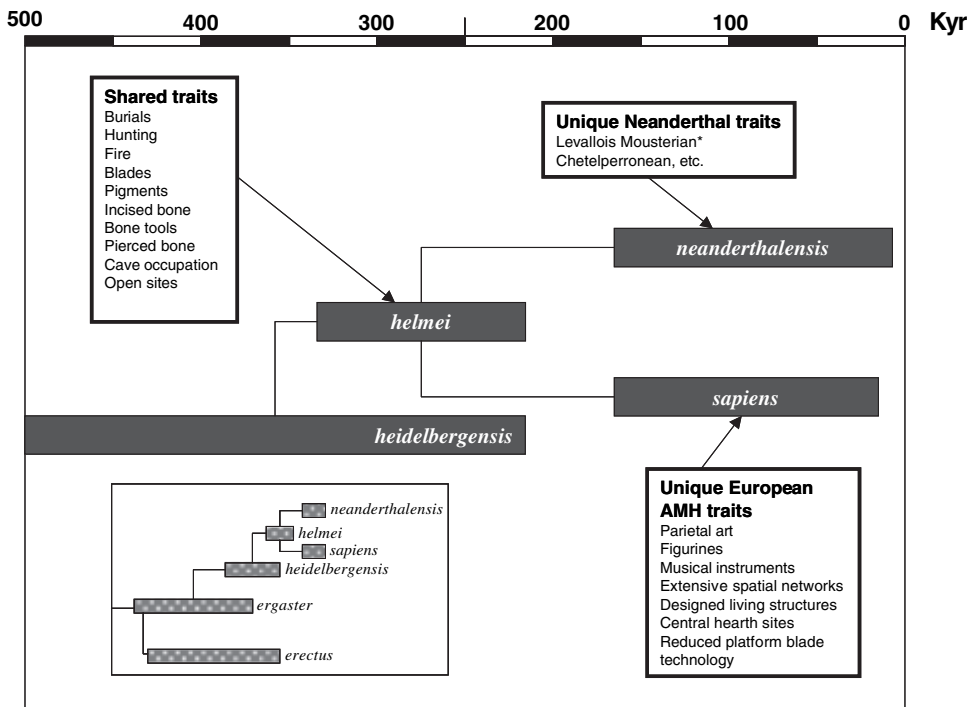 500 400 300 200 100 0 Kyr
Shared traits
Burials
Hunting
Fire
Blades
Pigments
Incised bone
Bone tools
Pierced bone
Cave occupation
Open sites
Unique Neanderthal traits
Levallois Mousterian*
Chetelperronean, etc.
neanderthalensis
helmei
sapiens
heidelbergensis
Unique European
AMH traits
Parietal art
Figurines
Musical instruments
Extensive spatial networks
Designed living structures
Central hearth sites
Reduced platform blade
technology
neanderthalensis
helmei
sapiens
heidelbergensis
ergaster
erectus